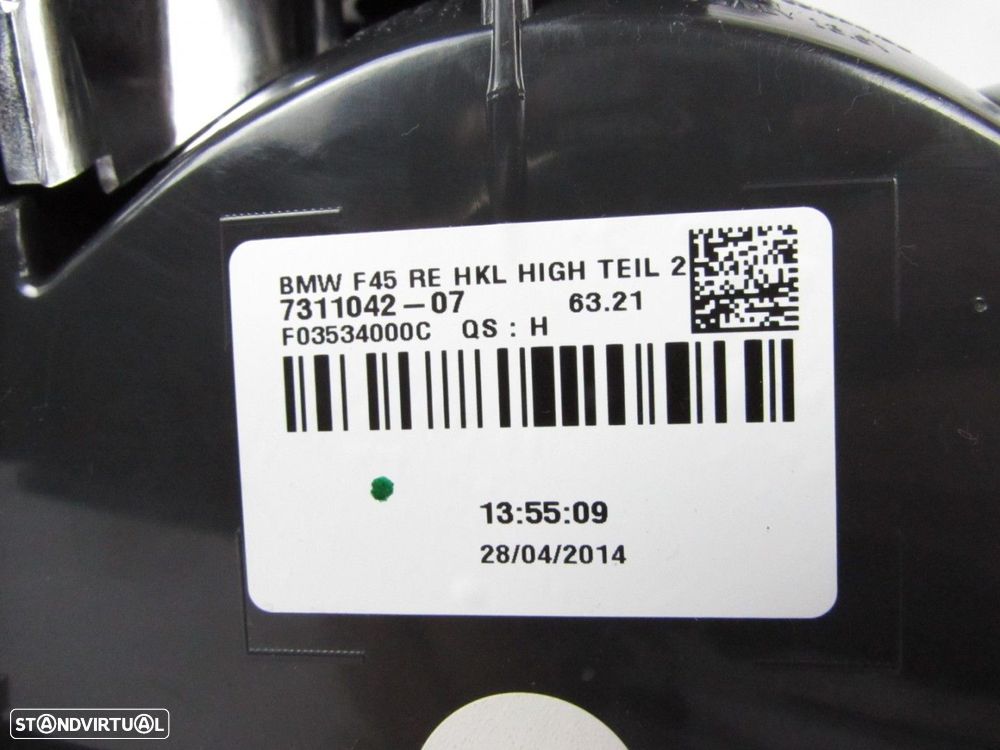 BMW F45 RE HKL HIGH TEIL 2
7311042-07 63.21
F03534000C QS : H
13:55:09
28/04/2014
STANDVIRTUAL